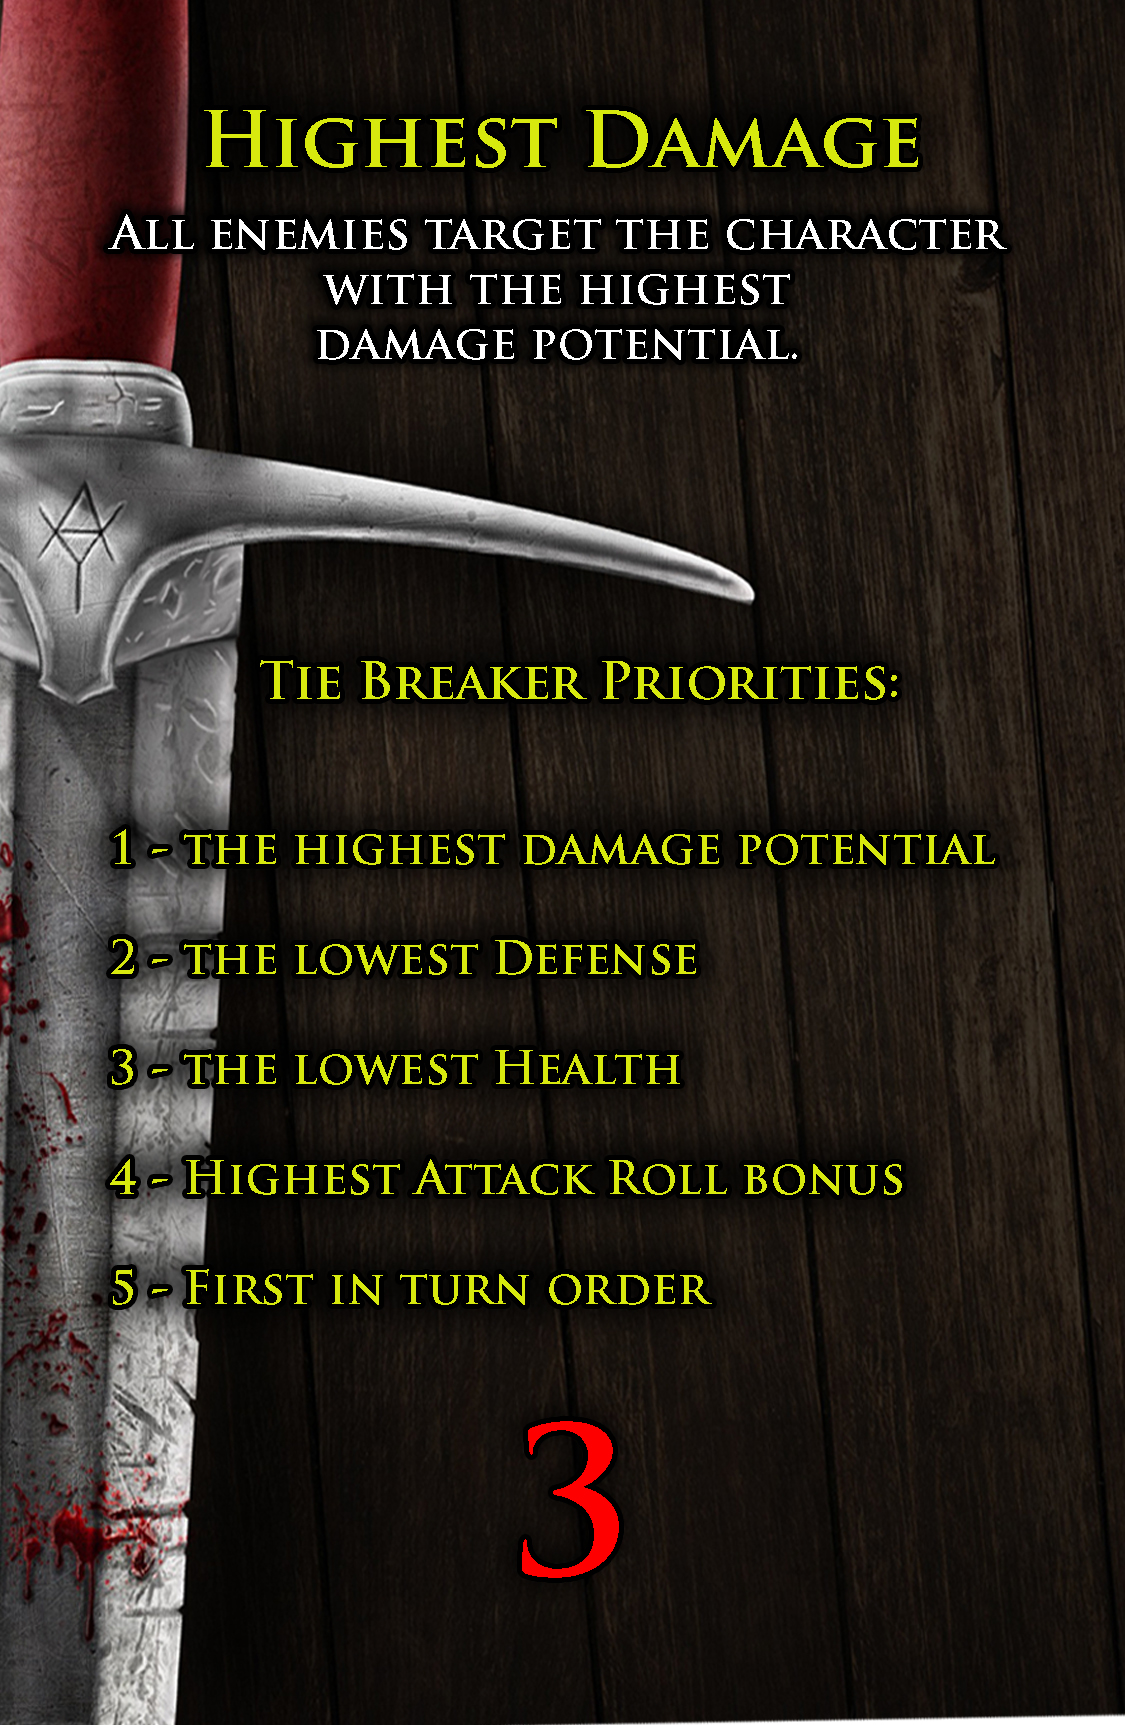 Highest Damage
All enemies target the character
with the highest
damage potential.
Tie Breaker Priorities:
1 - the highest damage potential
2 - the lowest Defense
3 - the lowest Health
4 - Highest Attack Roll bonus
5 - First in turn order
3